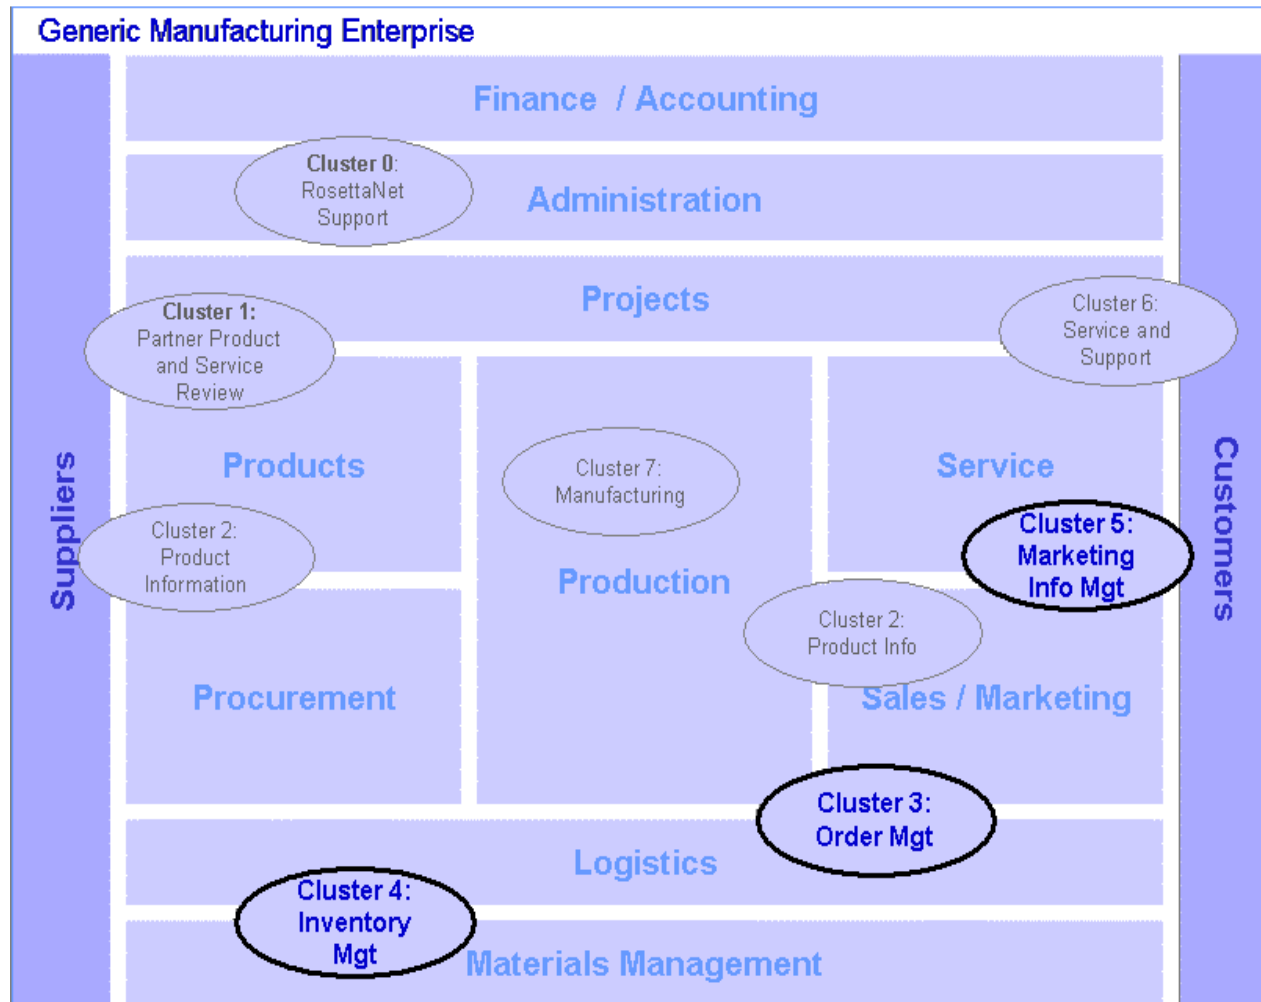 Generic Manufacturing Enterprise
Finance / Accounting
Cluster 0:
RosettaNet
Support
Administration
Projects
Cluster 1:
Partner Product
and Service
Review
Cluster 6:
Service and
Support
Products
Cluster 7:
Manufacturing
Service
Suppliers
Customers
Cluster 2:
Product
Information
Cluster 5:
Marketing
Info Mgt
Production
Cluster 2:
Product Info
Procurement
Sales / Marketing
Cluster 3:
Order Mgt
Logistics
Cluster 4:
Inventory
Mgt
Materials Management